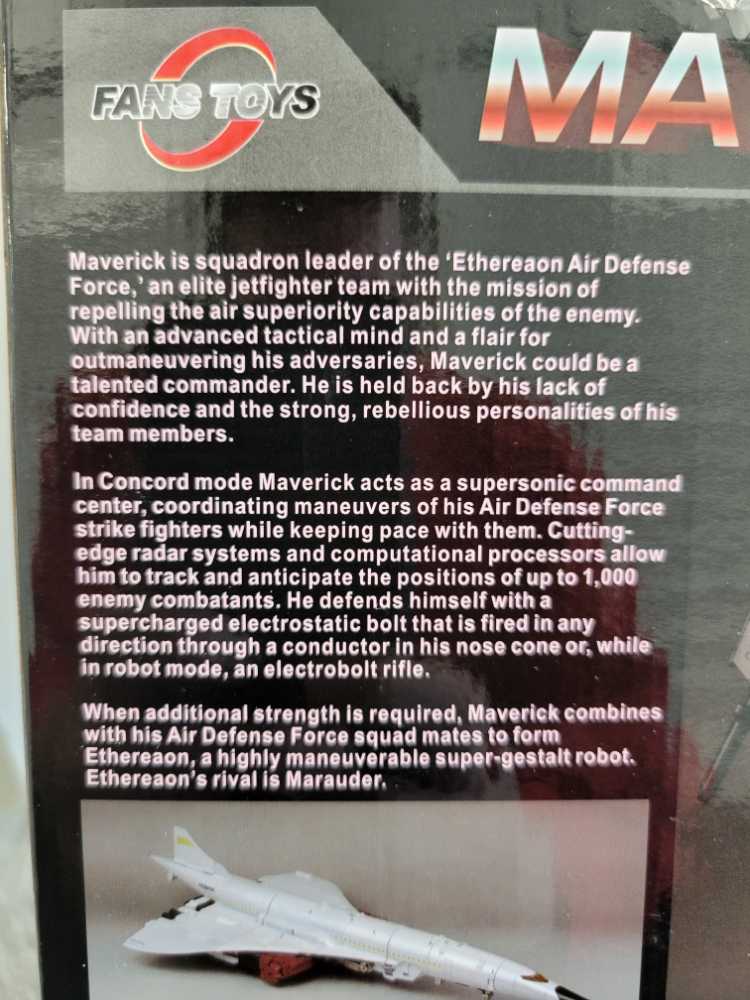 FANS TOYS
MA
Maverick is squadron leader of the 'Ethereaon Air Defense
Force,' an elite jetfighter team with the mission of
repelling the air superiority capabilities of the enemy.
With an advanced tactical mind and a flair for
outmaneuvering his adversaries, Maverick could be a
talented commander. He is held back by his lack of
confidence and the strong, rebellious personalities of his
team members.
In Concord mode Maverick acts as a supersonic command
center, coordinating maneuvers of his Air Defense Force
strike fighters while keeping pace with them. Cutting-
edge radar systems and computational processors allow
him to track and anticipate the positions of up to 1,000
enemy combatants. He defends himself with a
supercharged electrostatic bolt that is fired in any
direction through a conductor in his nose cone or, while
in robot mode, an electrobolt rifle.
When additional strength is required, Maverick combines
with his Air Defense Force squad mates to form
Ethereaon, a highly maneuverable super-gestalt robot.
Ethereaon's rival is Marauder.